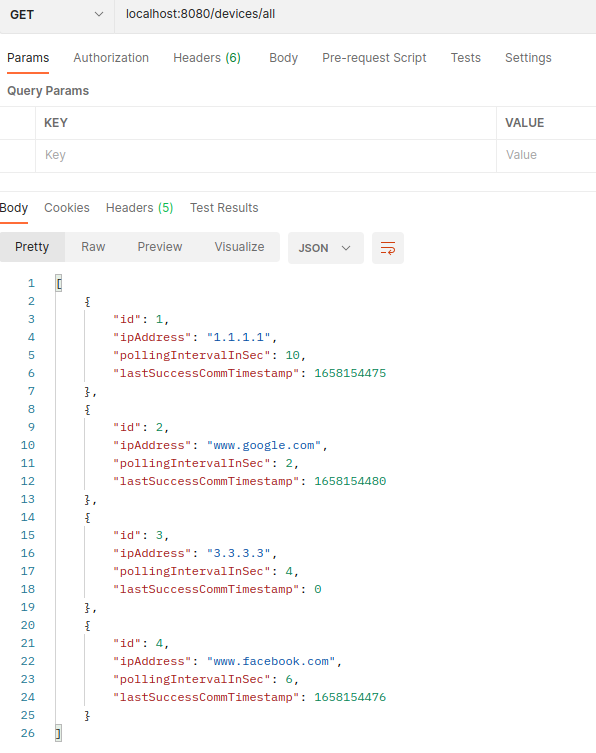 GET localhost:8080/devices/all
Params Authorization Headers (6) Body Pre-request Script Tests Settings
Query Params
KEY VALUE
Key Value
Body Cookies Headers (5) Test Results
Pretty Raw Preview Visualize JSON
1 [
2 {
3 "id": 1,
4 "ipAddress": "1.1.1.1",
5 "pollingIntervalInSec": 10,
6 "lastSuccessCommTimestamp": 1658154475
7 },
8 {
9 "id": 2,
10 "ipAddress": "www.google.com",
11 "pollingIntervalInSec": 2,
12 "lastSuccessCommTimestamp": 1658154480
13 },
14 {
15 "id": 3,
16 "ipAddress": "3.3.3.3",
17 "pollingIntervalInSec": 4,
18 "lastSuccessCommTimestamp": 0
19 },
20 {
21 "id": 4,
22 "ipAddress": "www.facebook.com",
23 "pollingIntervalInSec": 6,
24 "lastSuccessCommTimestamp": 1658154476
25 }
26 ]